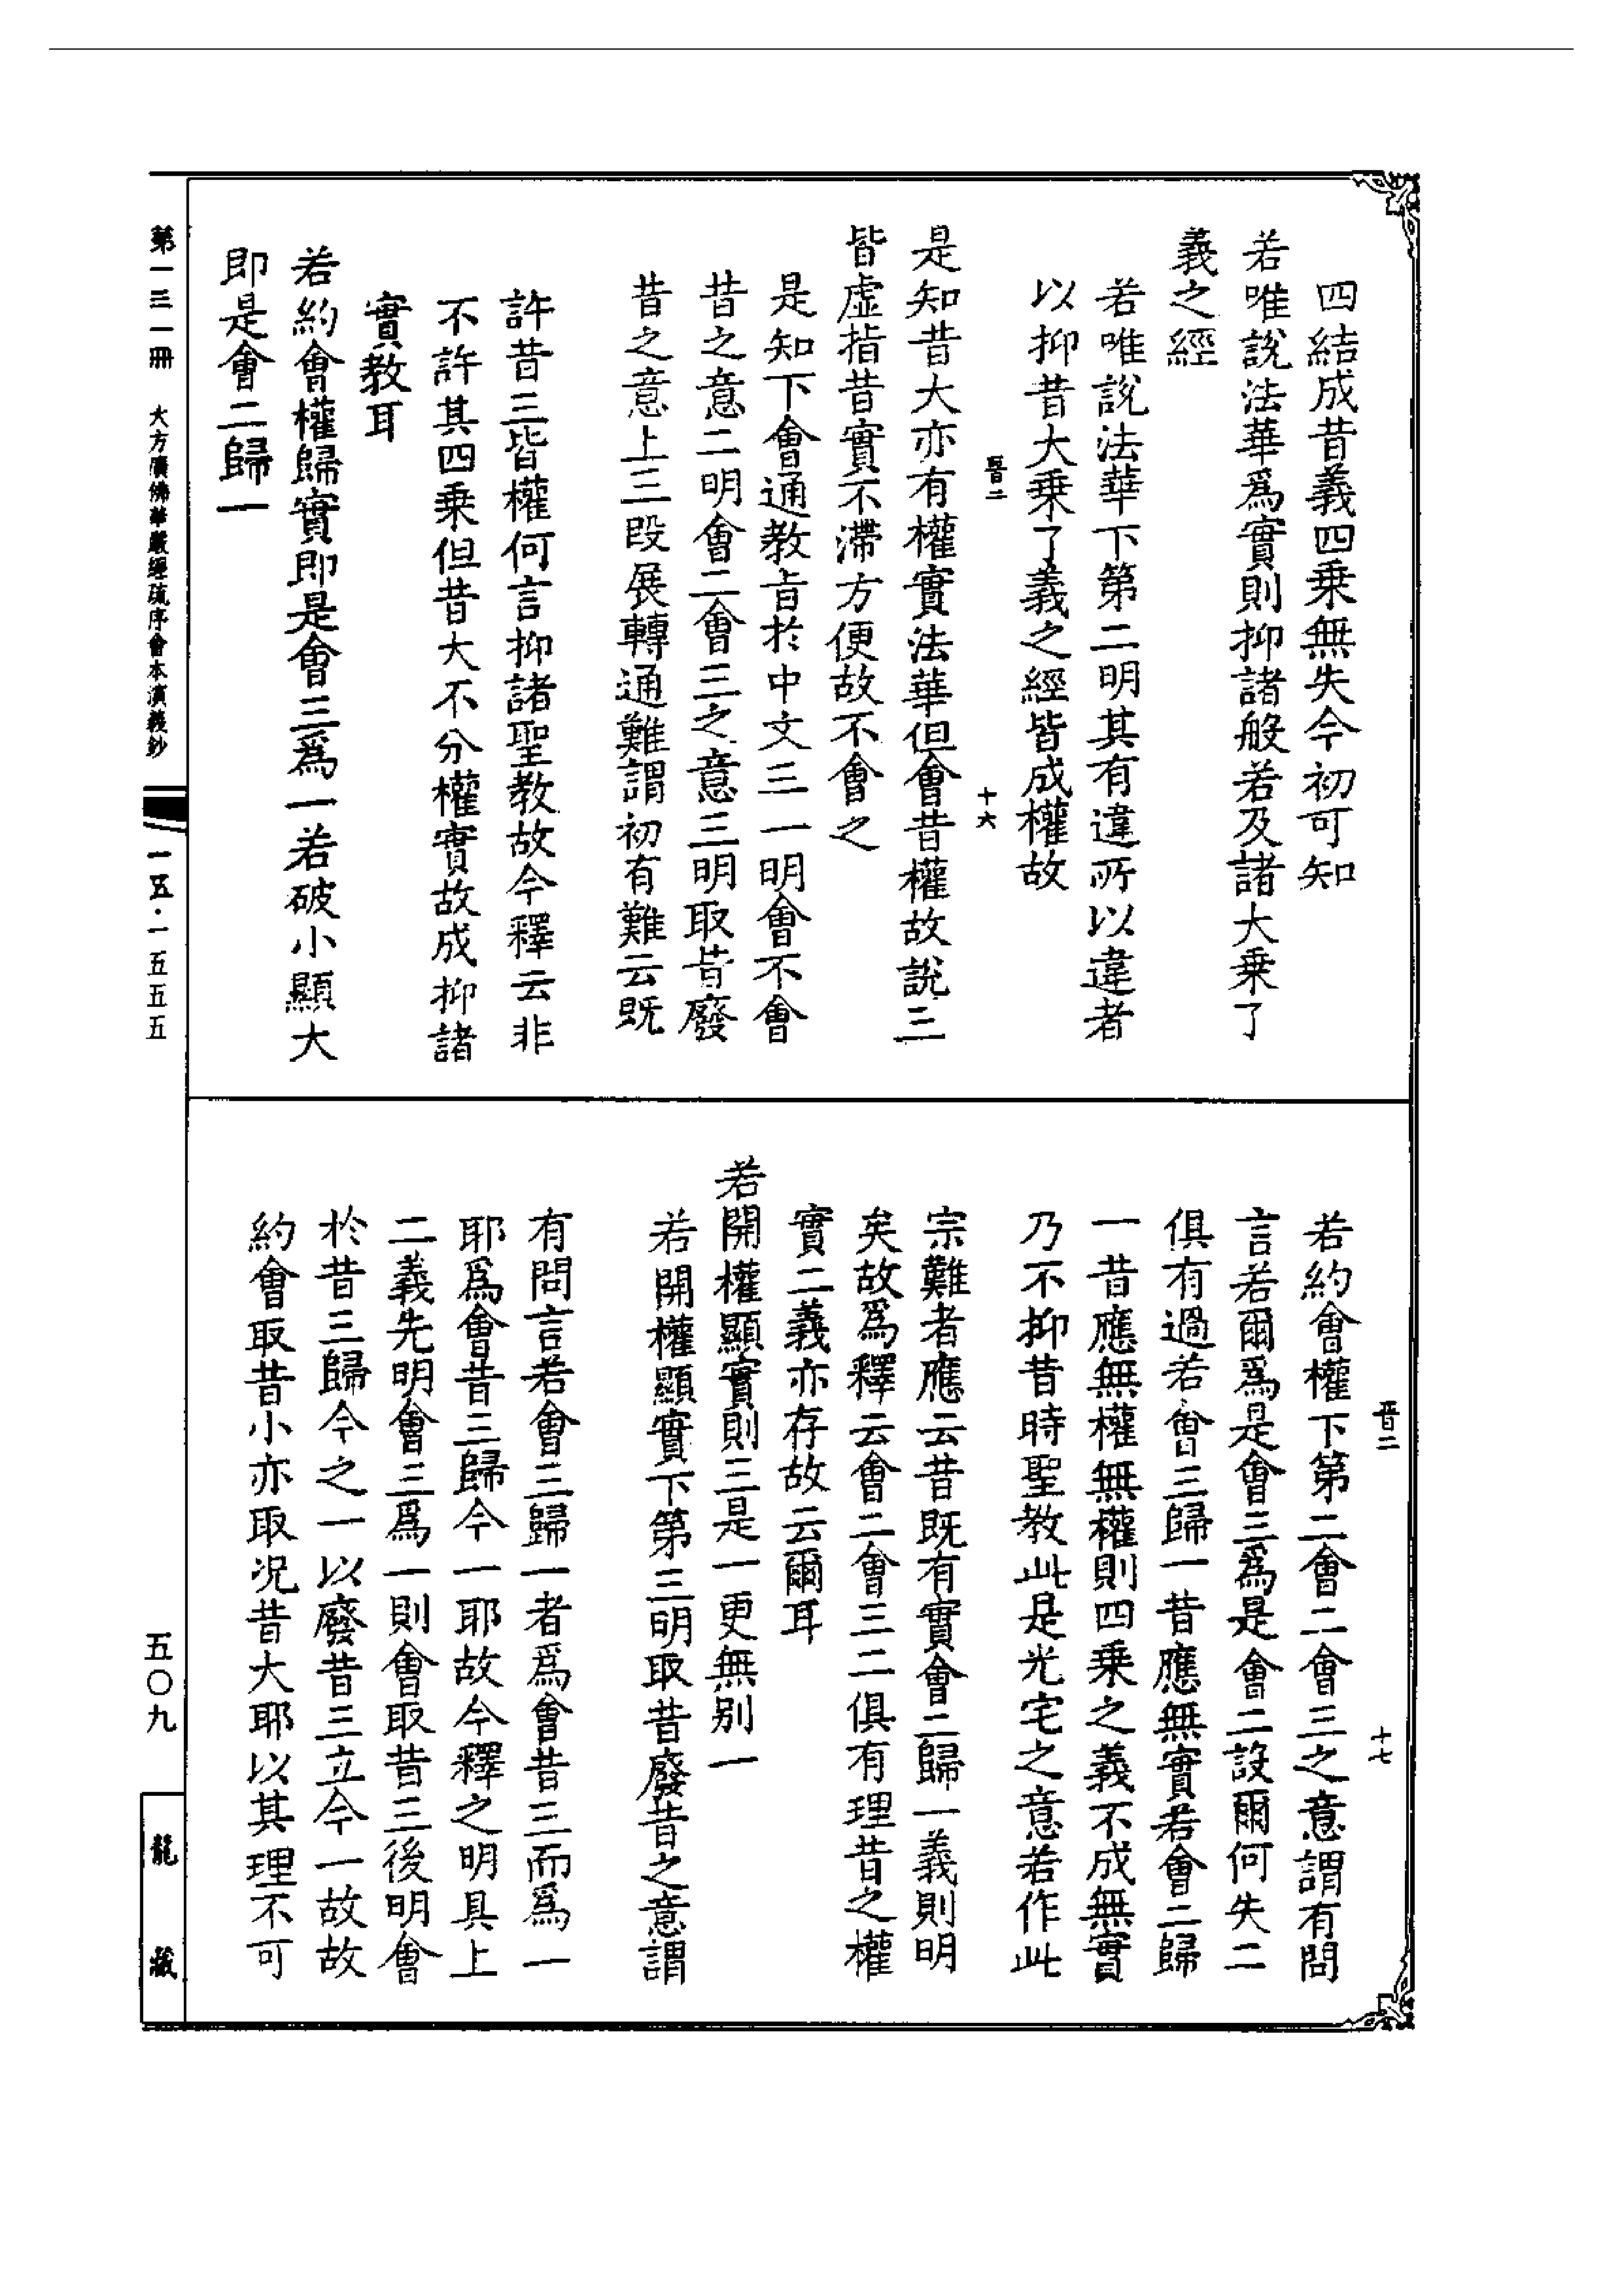 四結成昔義四乗無失今初可知
若唯說法華爲實則抑諸般若及諸大乗了
義之經
若唯說法華下第二明其有違所以違者
以抑昔大乗了義之經皆成權故
晉二
十六
是知昔大亦有權實法華但會昔權故說三
皆虛指昔實不滯方便故不會之
是知下會通教旨於中文三一明會不會
昔之意二明會二會三之意三明取昔廢
昔之意上三段展轉通難謂初有難云既
許昔三皆權何言抑諸聖教故今釋云非
不許其四乗但昔大不分權實故成抑諸
實教耳
若約會權歸實即是會三爲一若破小顯大
即是會二歸一
晉二
十七
若約會權下第二會二會三之意謂有問
言若爾爲是會三爲是會二設爾何失二
俱有過若會三歸一昔應無實若會二歸
一昔應無權無權則四乗之義不成無實
乃不抑昔時聖教此是光宅之意若作此
宗難者應云昔既有實會二歸一義則明
矣故爲釋云會二會三二俱有理昔之權
實二義亦存故云爾耳
若開權顯實則三是一更無別一
若開權顯實下第三明取昔廢昔之意謂
有問言若會三歸一者爲會昔三而爲一
耶爲會昔三歸今一耶故今釋之明具上
二義先明會三爲一則會取昔三後明會
於昔三歸今之一以廢昔三立今一故故
約會取昔小亦取况昔大耶以其理不可
第一三一冊　大方廣佛華嚴經疏序會本演義鈔
一五·一五五五
五〇九
龍藏